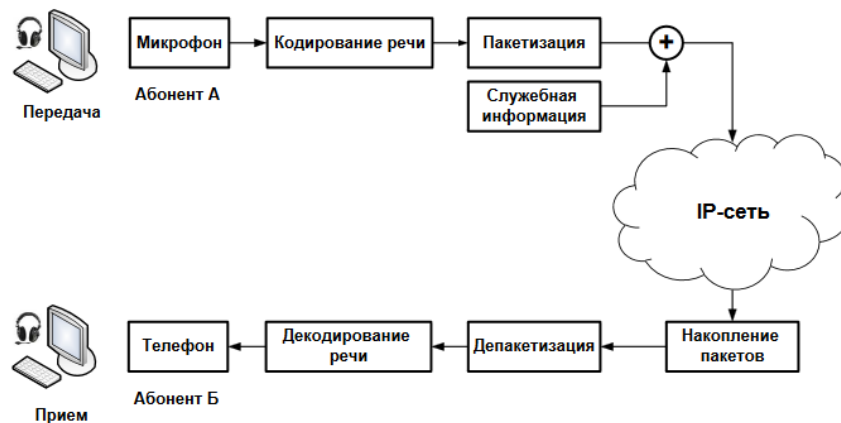 Микрофон
Кодирование речи
Пакетизация
+
Абонент А
Передача
Служебная
информация
IP-сеть
Телефон
Декодирование
речи
Депакетизация
Накопление
пакетов
Абонент Б
Прием